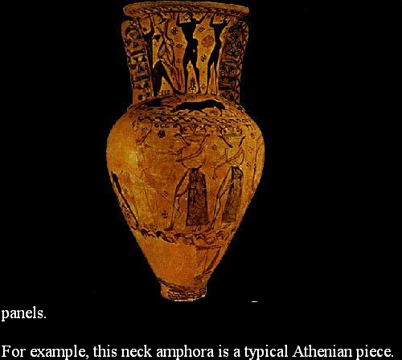 panels.
For example, this neck amphora is a typical Athenian piece.